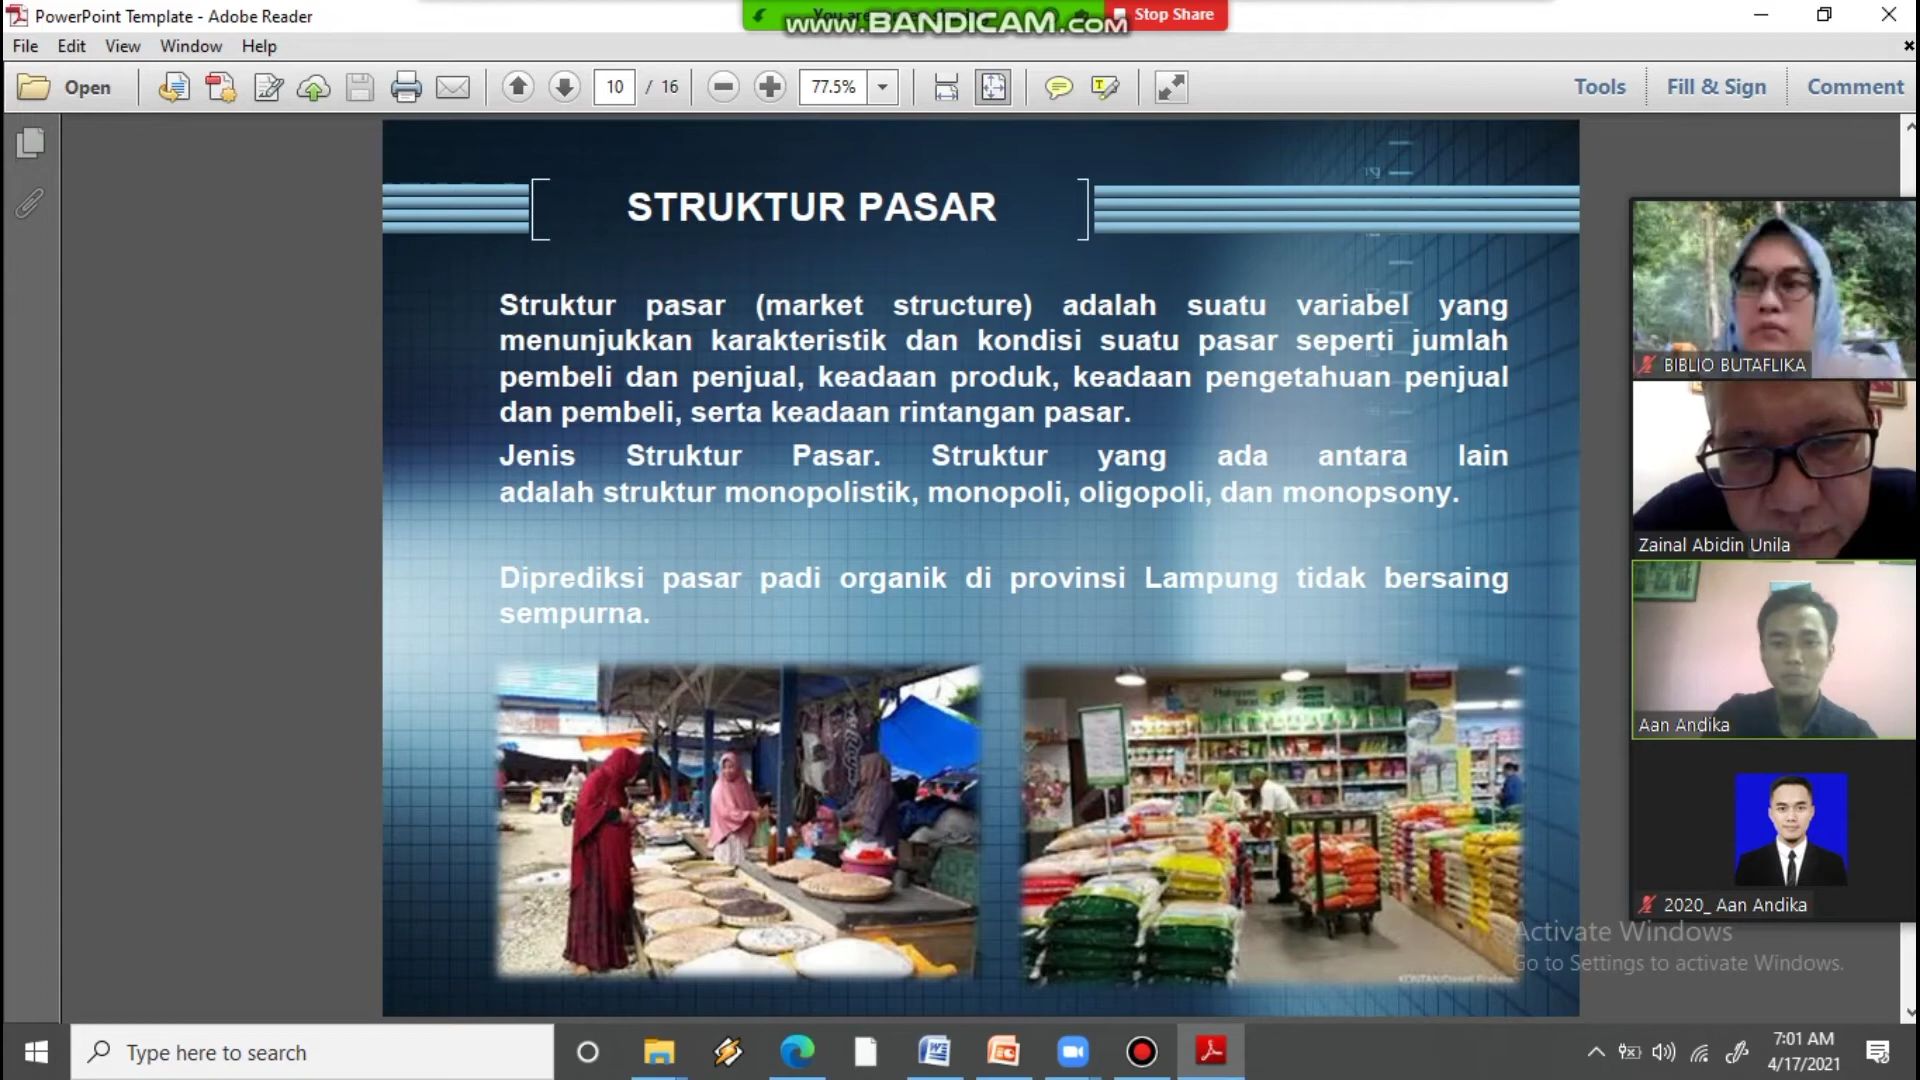 PowerPoint Template - Adobe Reader
www.BANDICAM.com
Stop Share
File Edit View Window Help
Open
10 / 16
77.5%
Tools
Fill & Sign
Comment
STRUKTUR PASAR
Struktur pasar (market structure) adalah suatu variabel yang
menunjukkan karakteristik dan kondisi suatu pasar seperti jumlah
pembeli dan penjual, keadaan produk, keadaan pengetahuan penjual
dan pembeli, serta keadaan rintangan pasar.
Jenis Struktur Pasar. Struktur yang ada antara lain
adalah struktur monopolistik, monopoli, oligopoli, dan monopsony.
Diprediksi pasar padi organik di provinsi Lampung tidak bersaing
sempurna.
BIBLIO BUTAFLIKA
Zainal Abidin Unila
Aan Andika
2020_ Aan Andika
Activate Windows
Go to Settings to activate Windows.
Type here to search
7:01 AM
4/17/2021